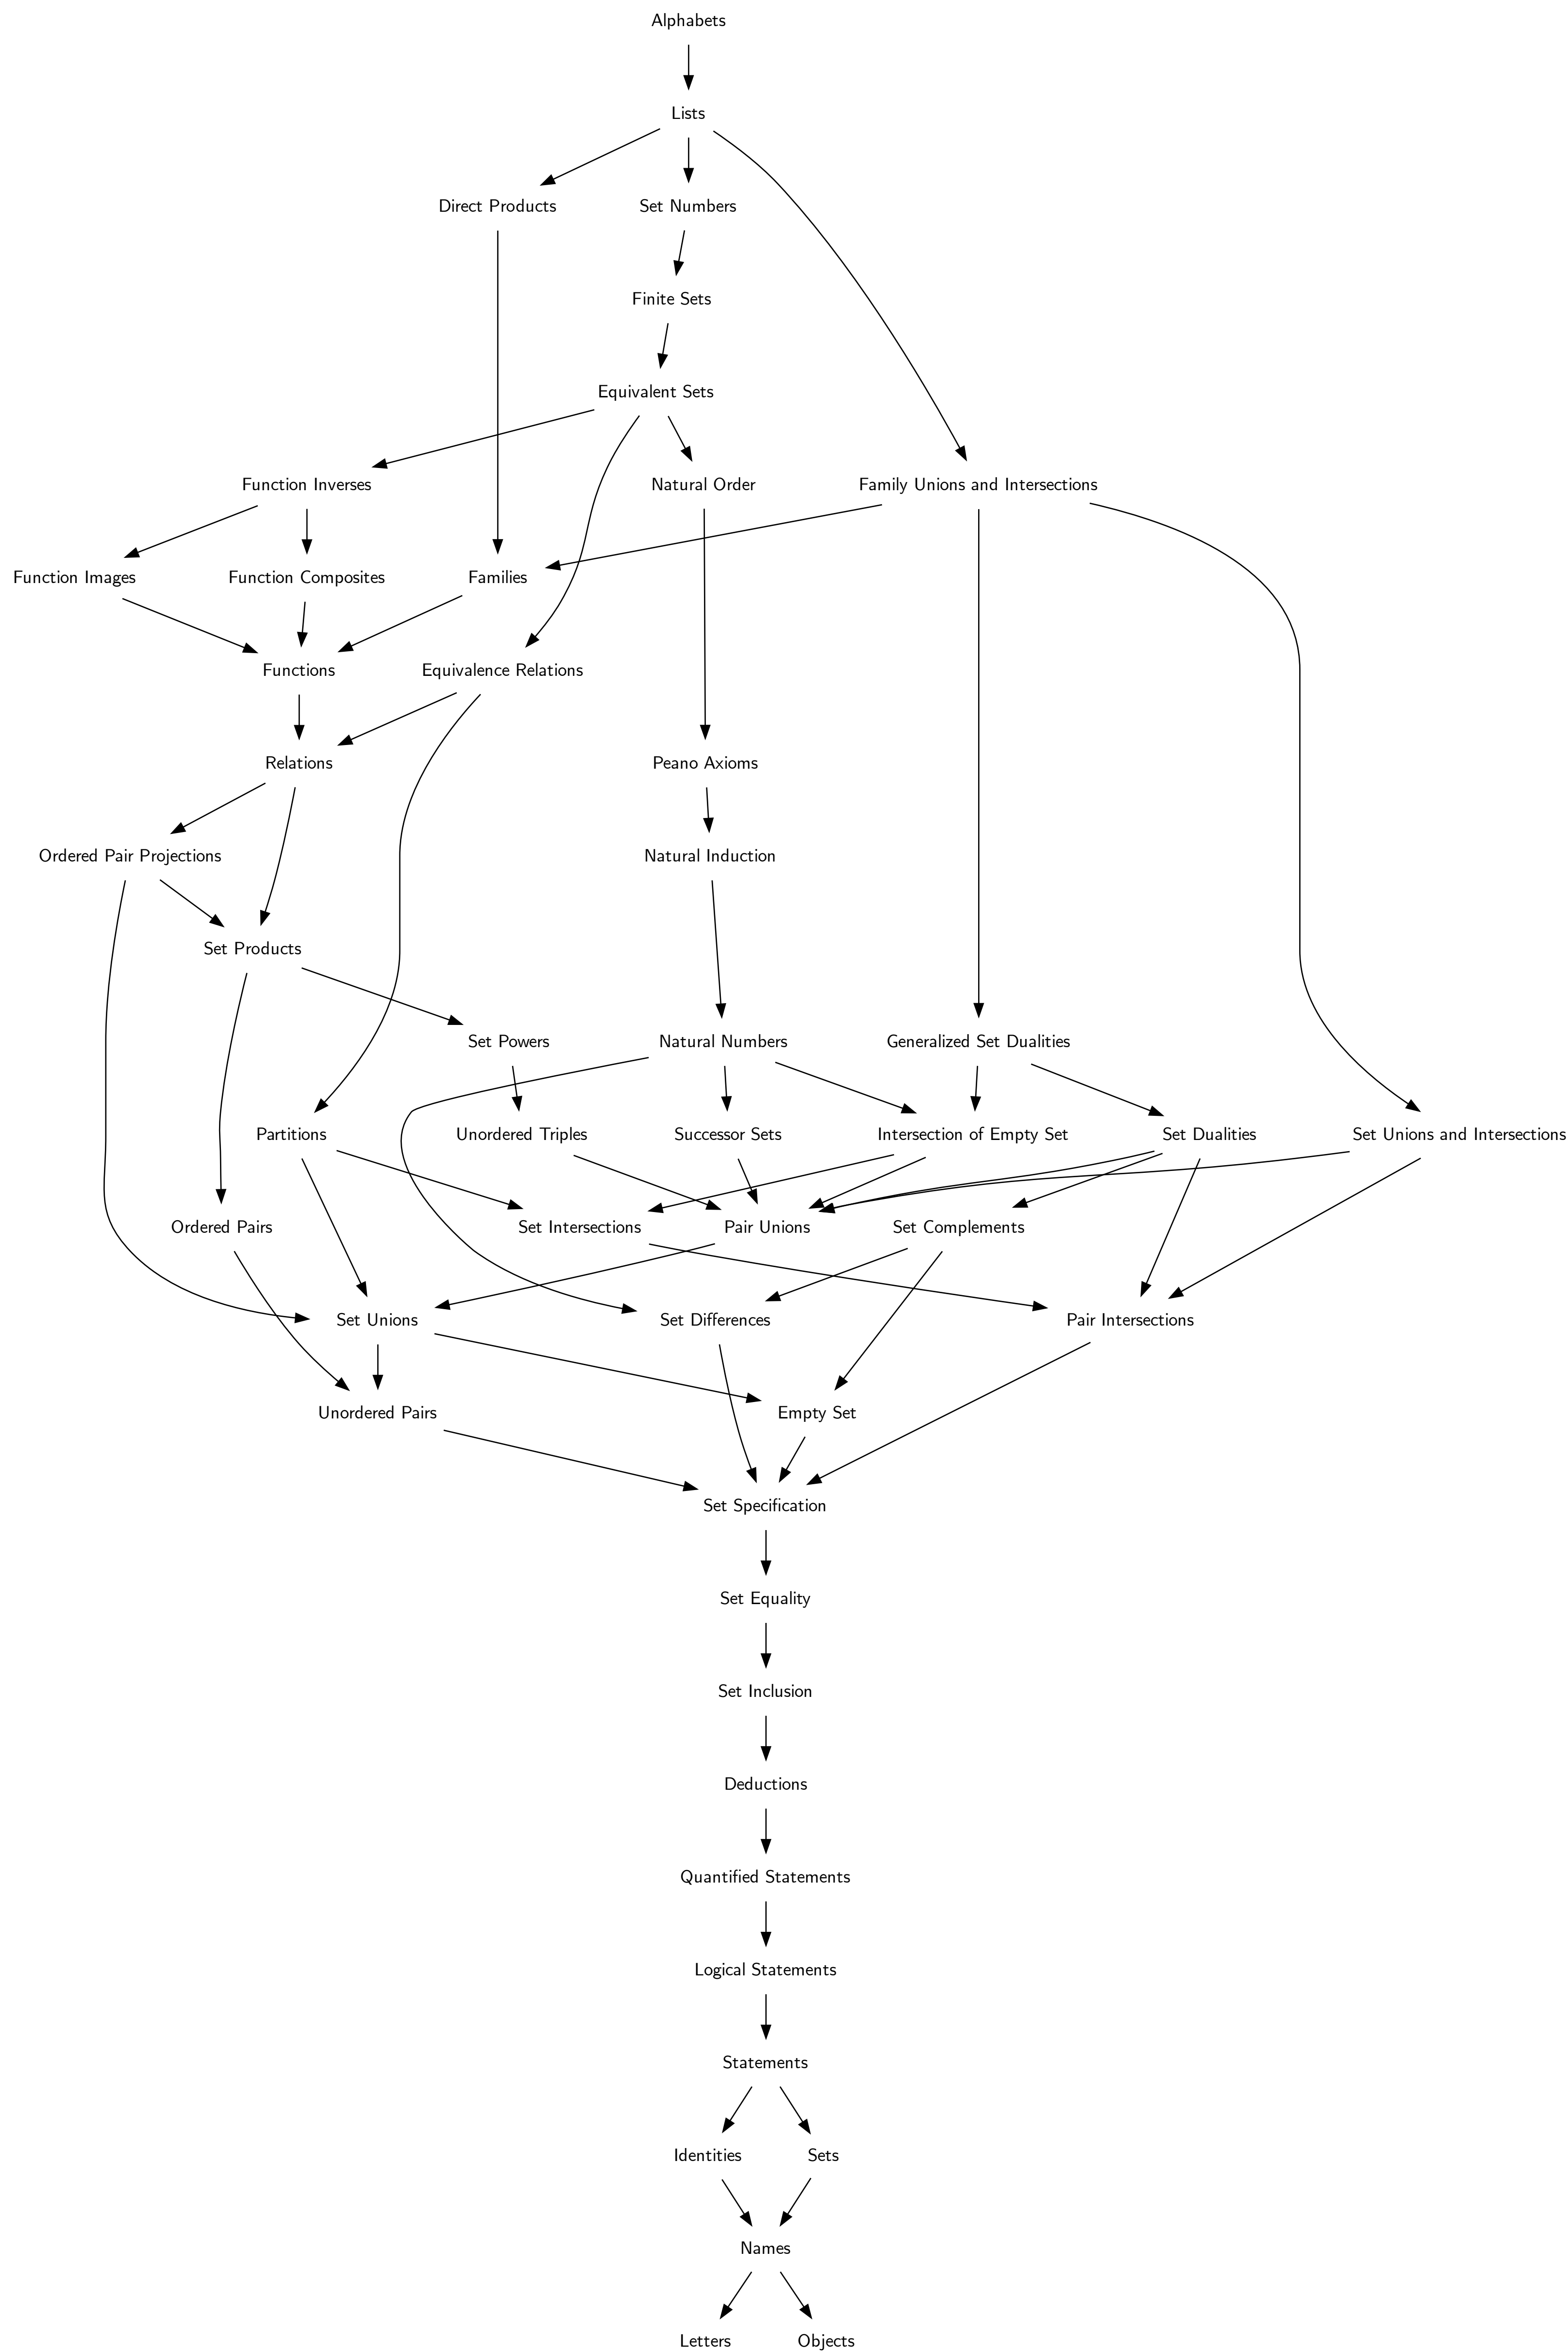 Alphabets
Lists
Direct Products
Set Numbers
Finite Sets
Equivalent Sets
Function Inverses
Natural Order
Family Unions and Intersections
Function Images
Function Composites
Families
Functions
Equivalence Relations
Relations
Peano Axioms
Ordered Pair Projections
Natural Induction
Set Products
Set Powers
Natural Numbers
Generalized Set Dualities
Partitions
Unordered Triples
Successor Sets
Intersection of Empty Set
Set Dualities
Set Unions and Intersections
Ordered Pairs
Set Intersections
Pair Unions
Set Complements
Set Unions
Set Differences
Pair Intersections
Unordered Pairs
Empty Set
Set Specification
Set Equality
Set Inclusion
Deductions
Quantified Statements
Logical Statements
Statements
Identities
Sets
Names
Letters
Objects